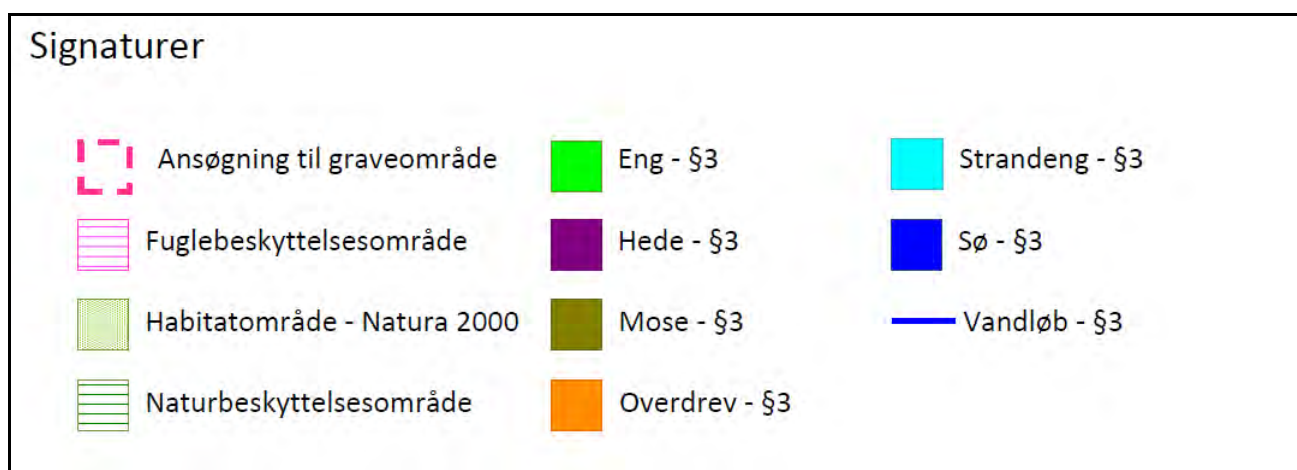 Signaturer
Ansøgning til graveområde
Fuglebeskyttelsesområde
Habitatområde - Natura 2000
Naturbeskyttelsesområde
Eng - §3
Hede - §3
Mose - §3
Overdrev - §3
Strandeng - §3
Sø - §3
Vandløb - §3